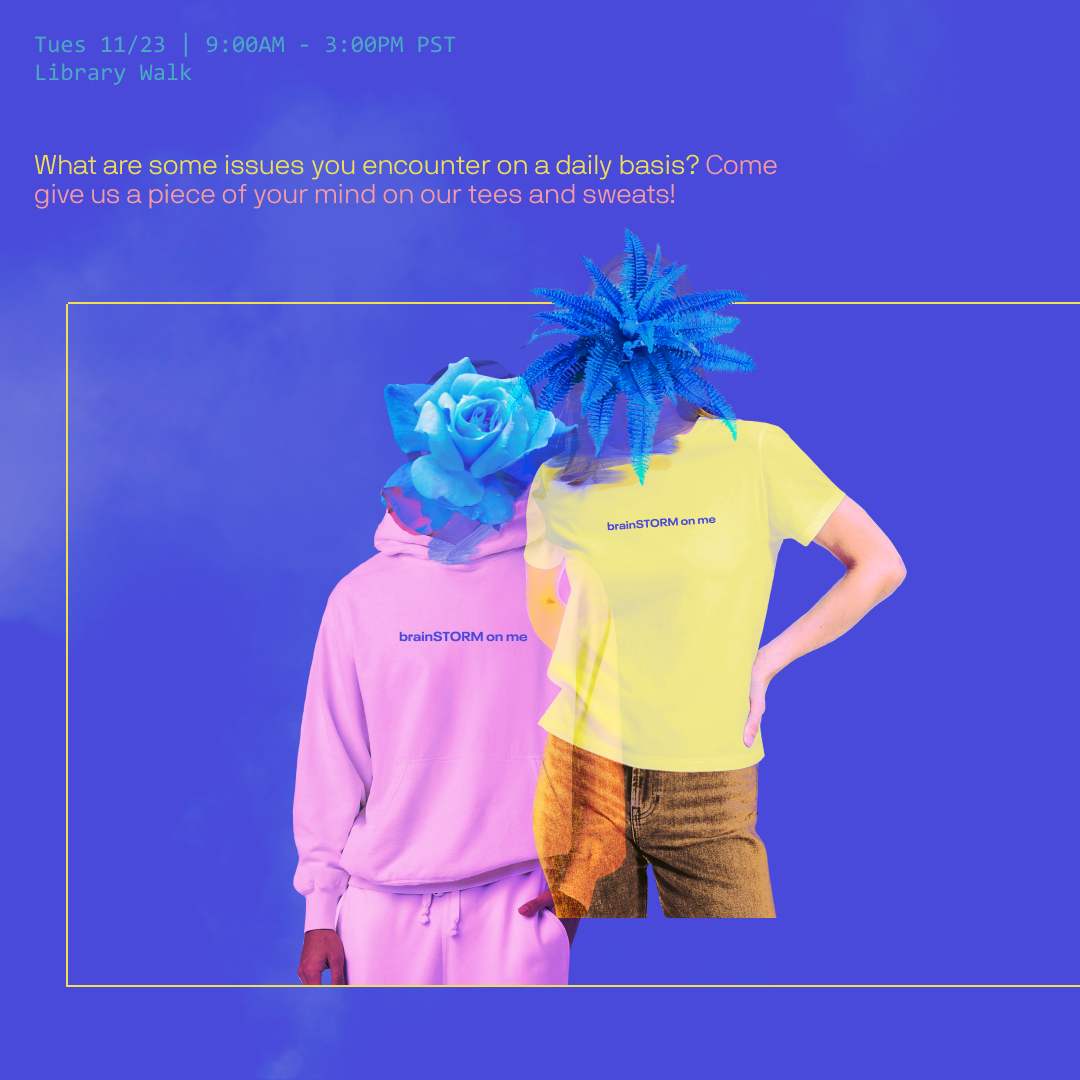 Tues 11/23 | 9:00AM - 3:00PM PST
Library Walk
What are some issues you encounter on a daily basis? Come
give us a piece of your mind on our tees and sweats!
brainSTORM on me
brainSTORM on me